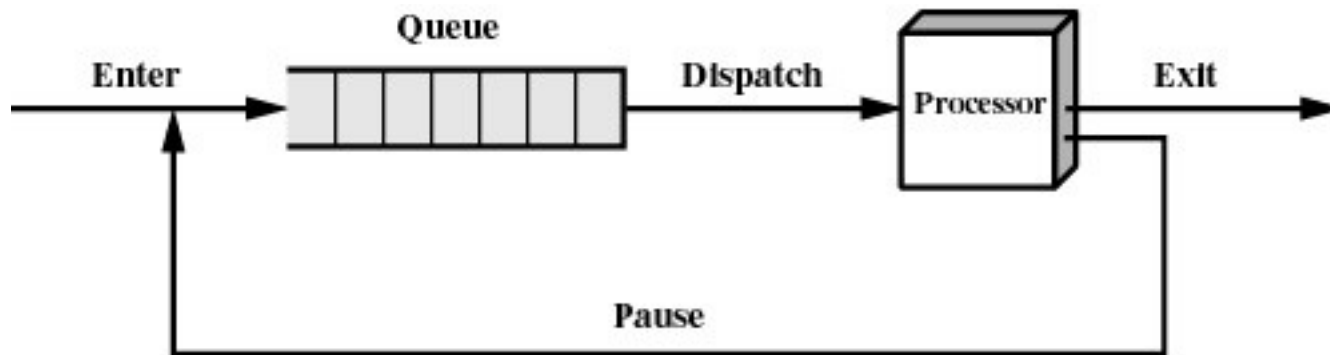 Queue
Enter
Dispatch
Processor
Exit
Pause